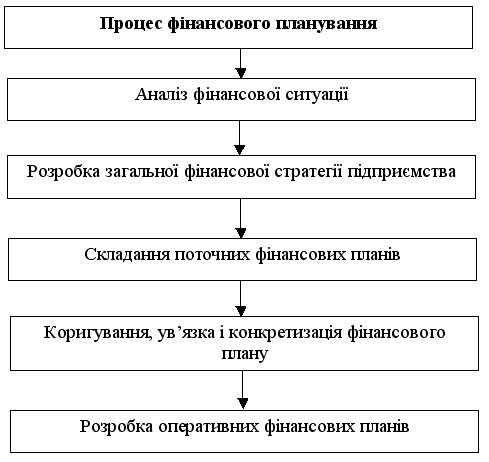 Процес фінансового планування
Аналіз фінансової ситуації
Розробка загальної фінансової стратегії підприємства
Складання поточних фінансових планів
Коригування, ув’язка і конкретизація фінансового
плану
Розробка оперативних фінансових планів